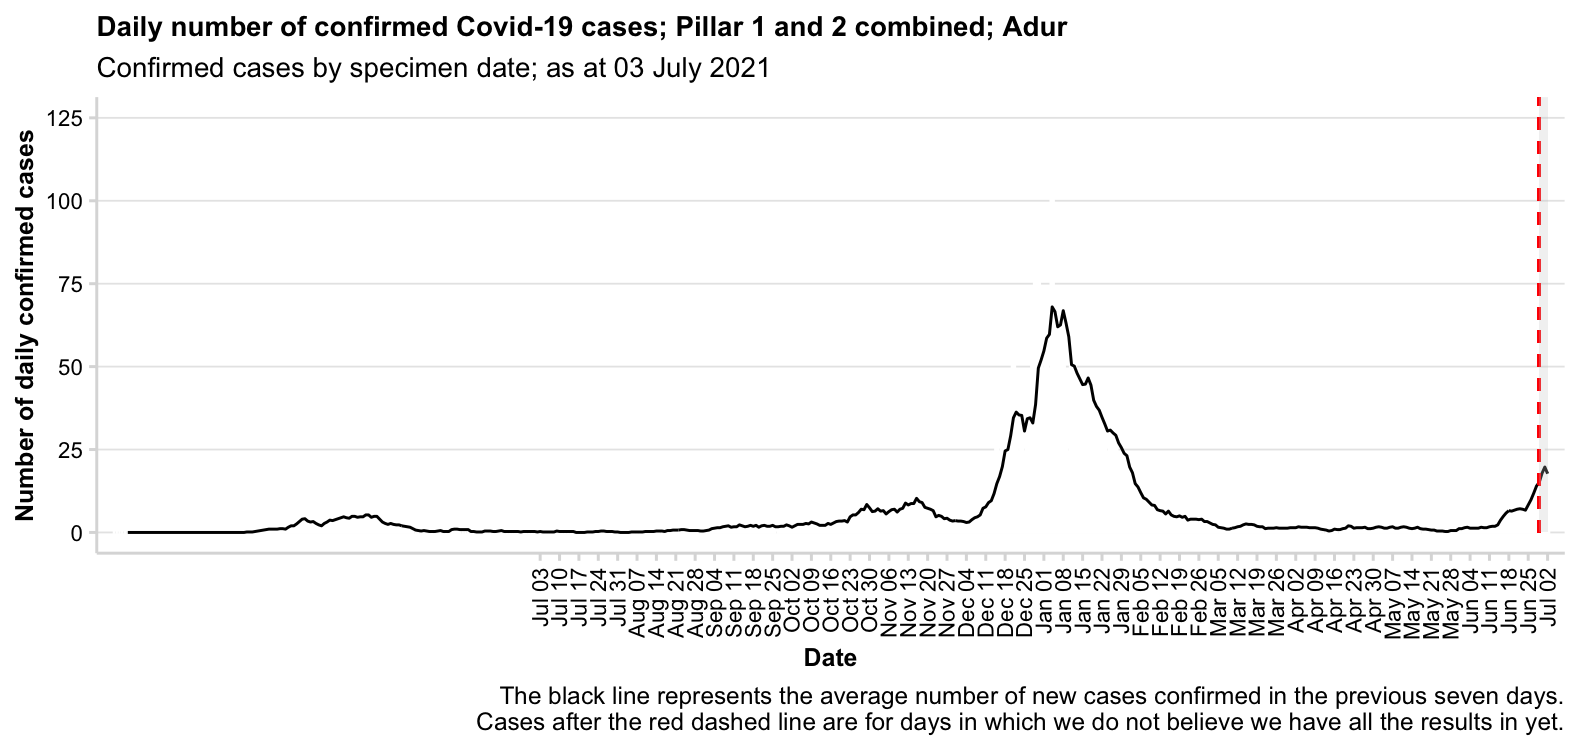 Daily number of confirmed Covid-19 cases; Pillar 1 and 2 combined; Adur
Confirmed cases by specimen date; as at 03 July 2021
Number of daily confirmed cases
125
100
75
50
25
0
Jul 03
Jul 10
Jul 17
Jul 24
Jul 31
Aug 07
Aug 14
Aug 21
Aug 28
Sep 04
Sep 11
Sep 18
Sep 25
Oct 02
Oct 09
Oct 16
Oct 23
Oct 30
Nov 06
Nov 13
Nov 20
Nov 27
Dec 04
Dec 11
Dec 18
Dec 25
Jan 01
Jan 08
Jan 15
Jan 22
Jan 29
Feb 05
Feb 12
Feb 19
Feb 26
Mar 05
Mar 12
Mar 19
Mar 26
Apr 02
Apr 09
Apr 16
Apr 23
Apr 30
May 07
May 14
May 21
May 28
Jun 04
Jun 11
Jun 18
Jun 25
Jul 02
Date
The black line represents the average number of new cases confirmed in the previous seven days.
Cases after the red dashed line are for days in which we do not believe we have all the results in yet.